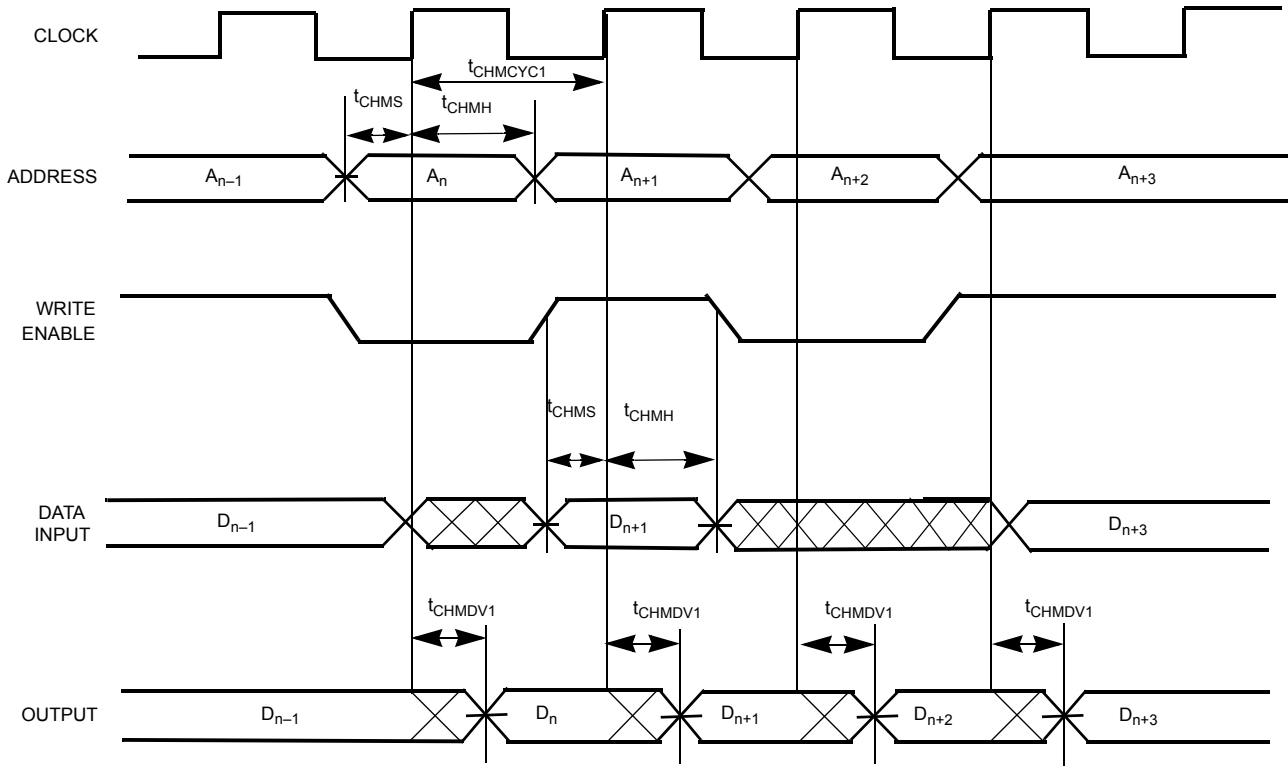 CLOCK
tCHMCYC1
tCHMS
tCHMH
ADDRESS
An–1
An
An+1
An+2
An+3
WRITE
ENABLE
tCHMS
tCHMH
DATA
INPUT
Dn–1
Dn+1
Dn+3
tCHMDV1
tCHMDV1
tCHMDV1
tCHMDV1
OUTPUT
Dn–1
Dn
Dn+1
Dn+2
Dn+3